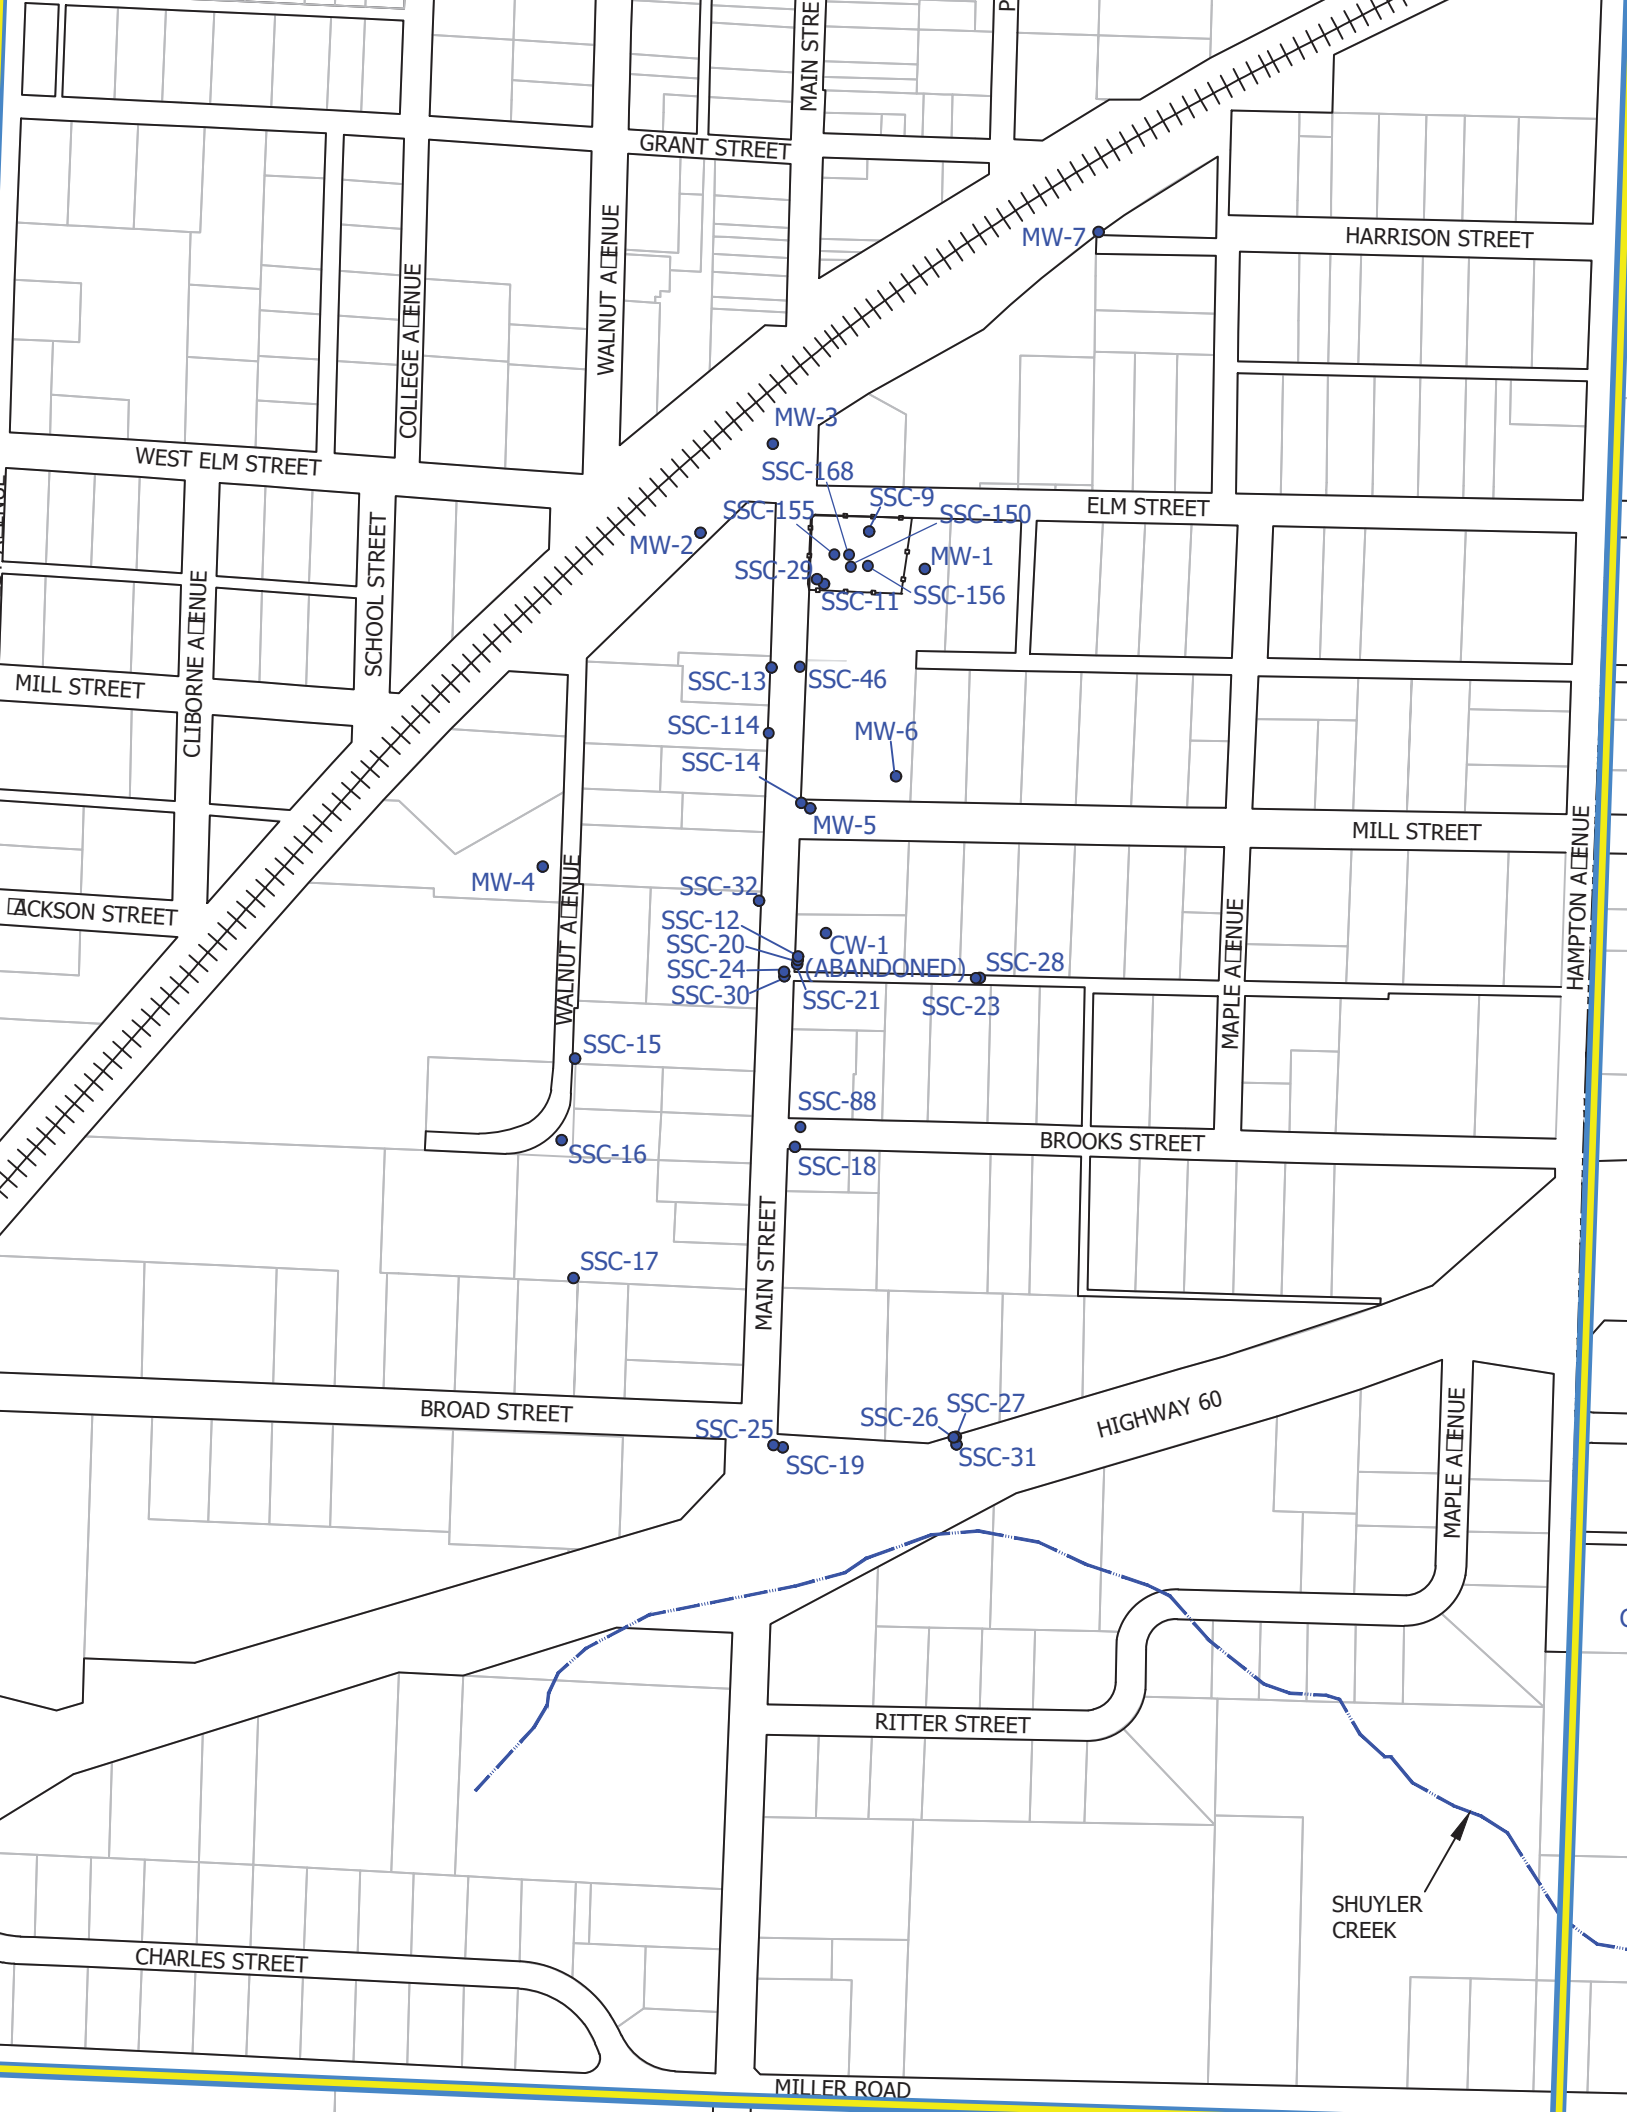 MAIN STRE
P
GRANT STREET
MW-7
HARRISON STREET
WALNUT A□ENUE
COLLEGE A□ENUE
MW-3
WEST ELM STREET
SSC-168
SSC-9
ELM STREET
SSC-155
SSC-150
MW-2
MW-1
SSC-29
SSC-156
SSC-11
SCHOOL STREET
CLIBORNE A□ENUE
MILL STREET
SSC-13
SSC-46
SSC-114
MW-6
SSC-14
MW-5
MILL STREET
HAMPTON A□ENUE
MW-4
WALNUT A□ENUE
□ACKSON STREET
SSC-32
SSC-12
SSC-20
SSC-24
SSC-30
CW-1
(ABANDONED)
SSC-28
SSC-21
SSC-23
MAPLE A□ENUE
SSC-15
SSC-88
BROOKS STREET
SSC-16
SSC-18
MAIN STREET
SSC-17
BROAD STREET
SSC-27
SSC-26
HIGHWAY 60
SSC-25
SSC-19
SSC-31
MAPLE A□ENUE
RITTER STREET
SHUYLER
CREEK
CHARLES STREET
MILLER ROAD